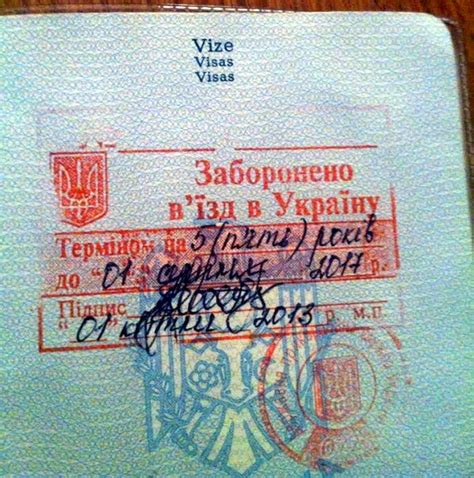 Vize
Visas
Visas
Заборонено
в'їзд в Україну
Терміном на 5 (п'ять) років
до "01" 2017 р.
Підпис
"01" 2013 р. м.п.